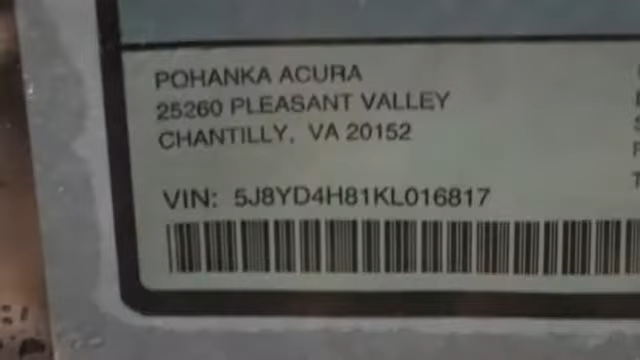 POHANKA ACURA
25260 PLEASANT VALLEY
CHANTILLY, VA 20152
VIN: 5J8YD4H81KL016817